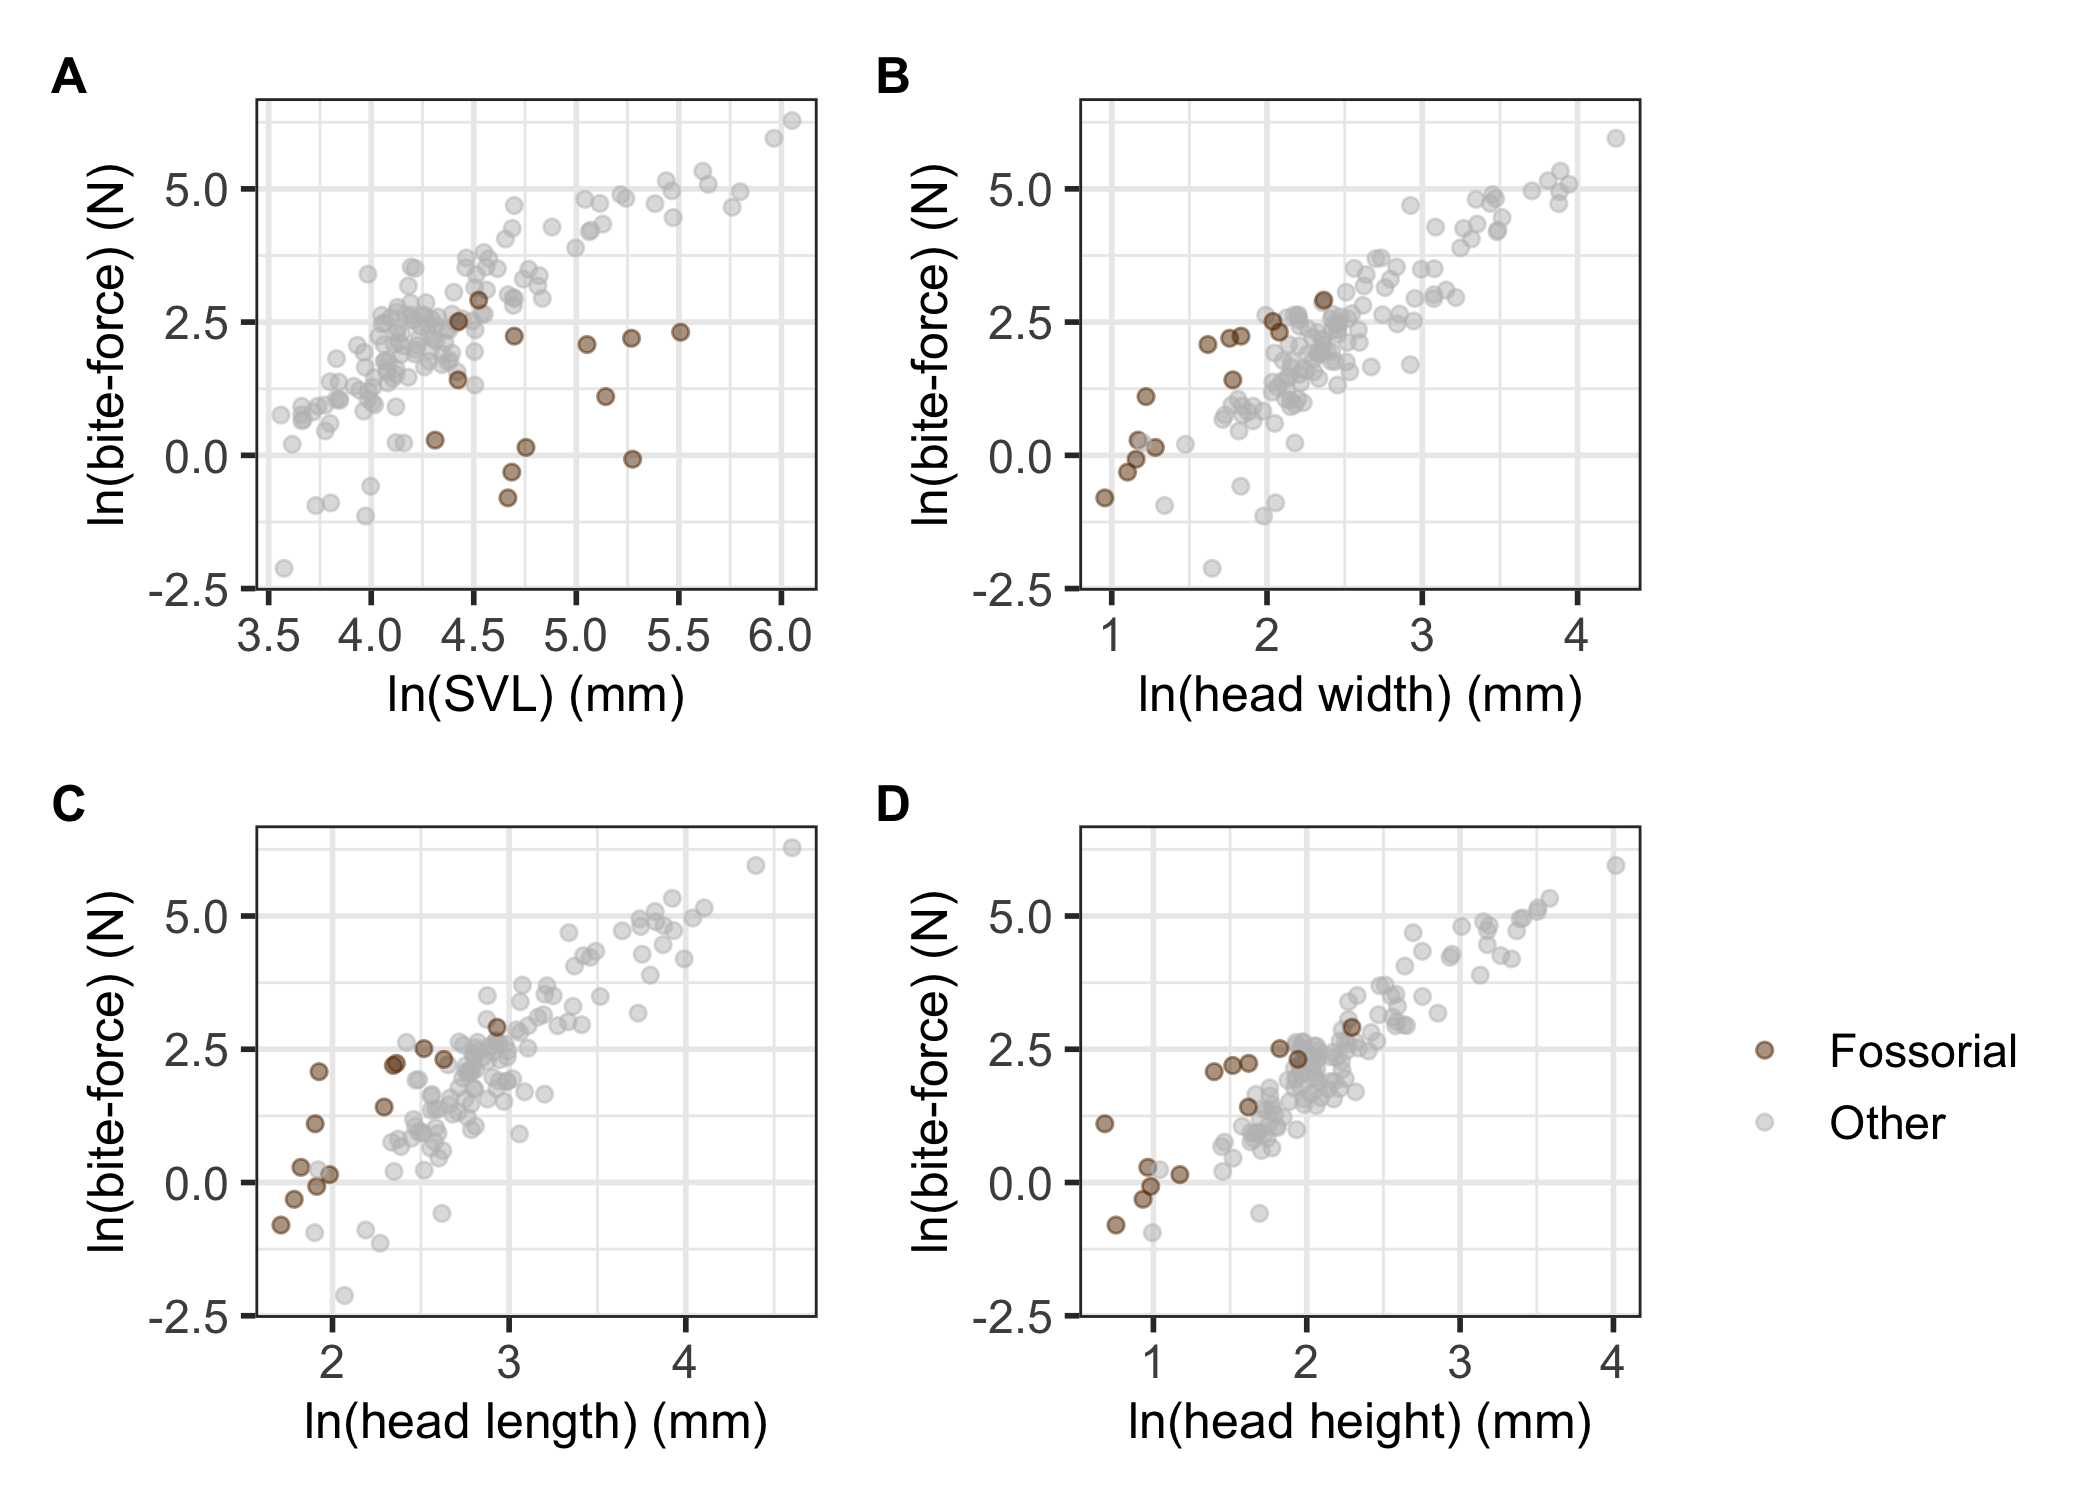 A
ln(bite-force) (N)
5.0
2.5
0.0
-2.5
3.5 4.0 4.5 5.0 5.5 6.0
ln(SVL) (mm)
B
ln(bite-force) (N)
5.0
2.5
0.0
-2.5
1 2 3 4
ln(head width) (mm)
C
ln(bite-force) (N)
5.0
2.5
0.0
-2.5
2 3 4
ln(head length) (mm)
D
ln(bite-force) (N)
5.0
2.5
0.0
-2.5
1 2 3 4
ln(head height) (mm)
Fossorial
Other